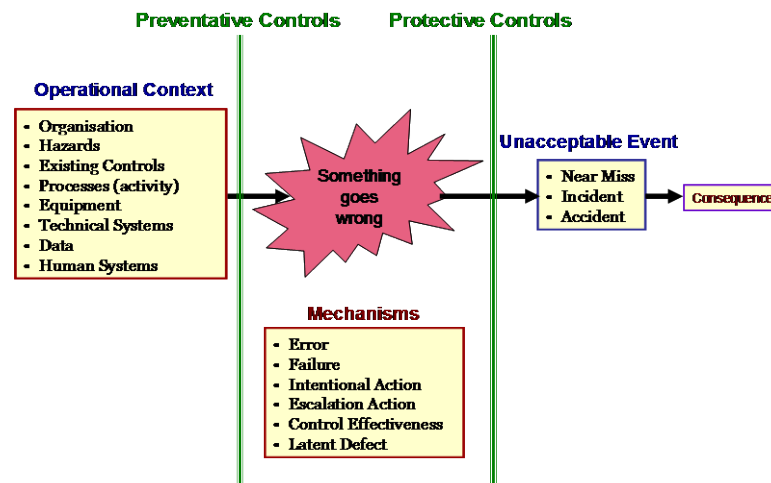 Preventative Controls
Protective Controls
Operational Context
- Organisation
- Hazards
- Existing Controls
- Processes (activity)
- Equipment
- Technical Systems
- Data
- Human Systems
Something
goes
wrong
Unacceptable Event
- Near Miss
- Incident
- Accident
Consequence
Mechanisms
- Error
- Failure
- Intentional Action
- Escalation Action
- Control Effectiveness
- Latent Defect